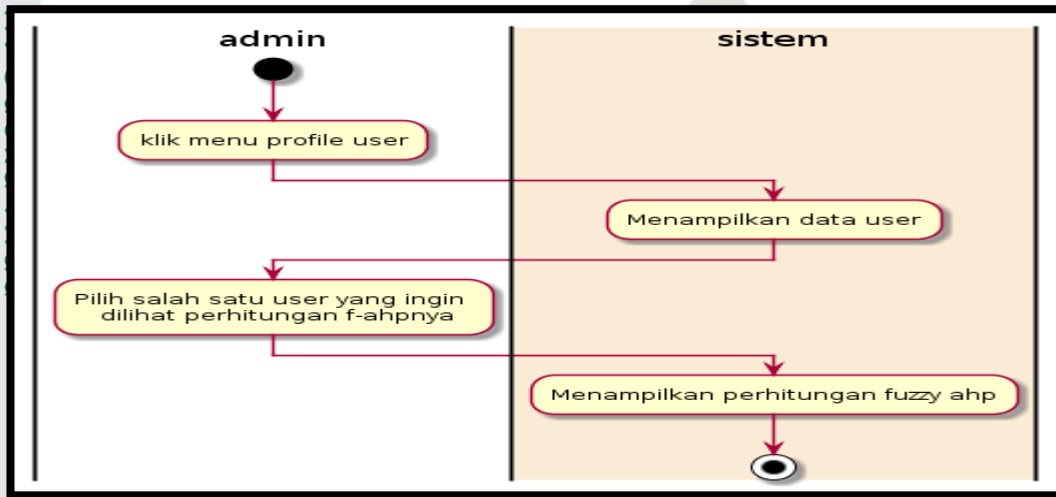 admin
sistem
klik menu profile user
Menampilkan data user
Pilih salah satu user yang ingin
dilihat perhitungan f-ahpnya
Menampilkan perhitungan fuzzy ahp